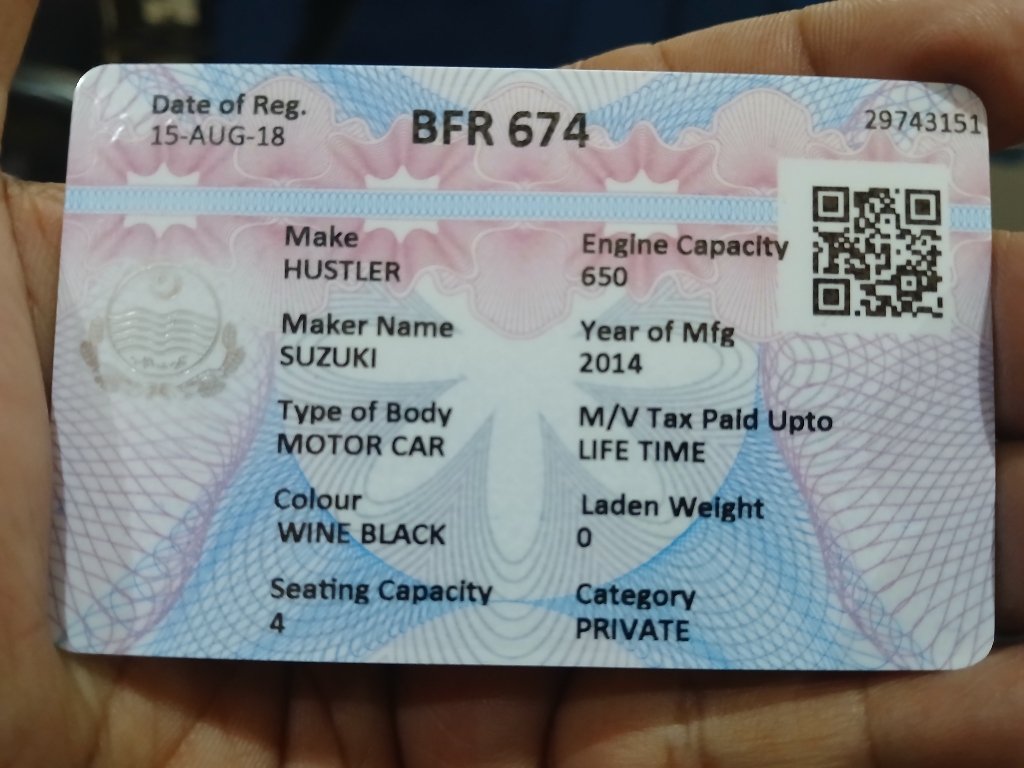 Date of Reg.
15-AUG-18
BFR 674
29743151
Make
HUSTLER
Engine Capacity
650
Maker Name
SUZUKI
Year of Mfg
2014
Type of Body
MOTOR CAR
M/V Tax Paid Upto
LIFE TIME
Colour
WINE BLACK
Laden Weight
0
Seating Capacity
4
Category
PRIVATE